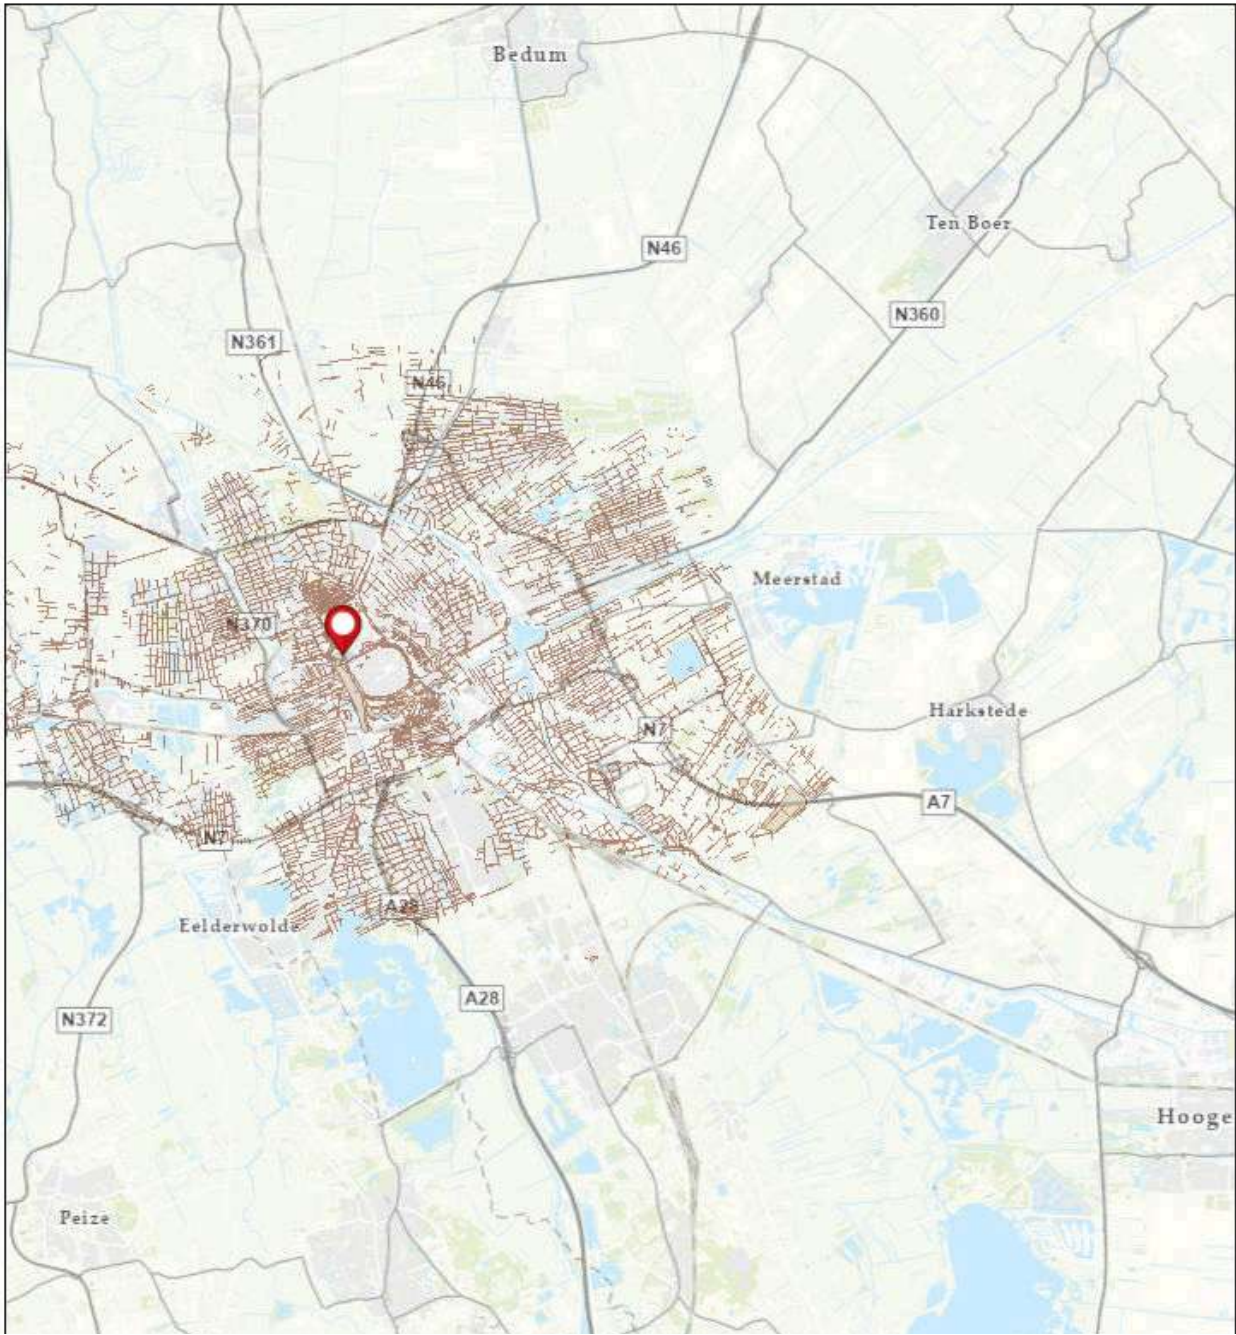 Bedum
Ten Boer
N46
N360
N361
N46
Meerstad
N370
Harkstede
N7
A7
N7
A28
Eelderwolde
A28
N372
Hooge
Peize